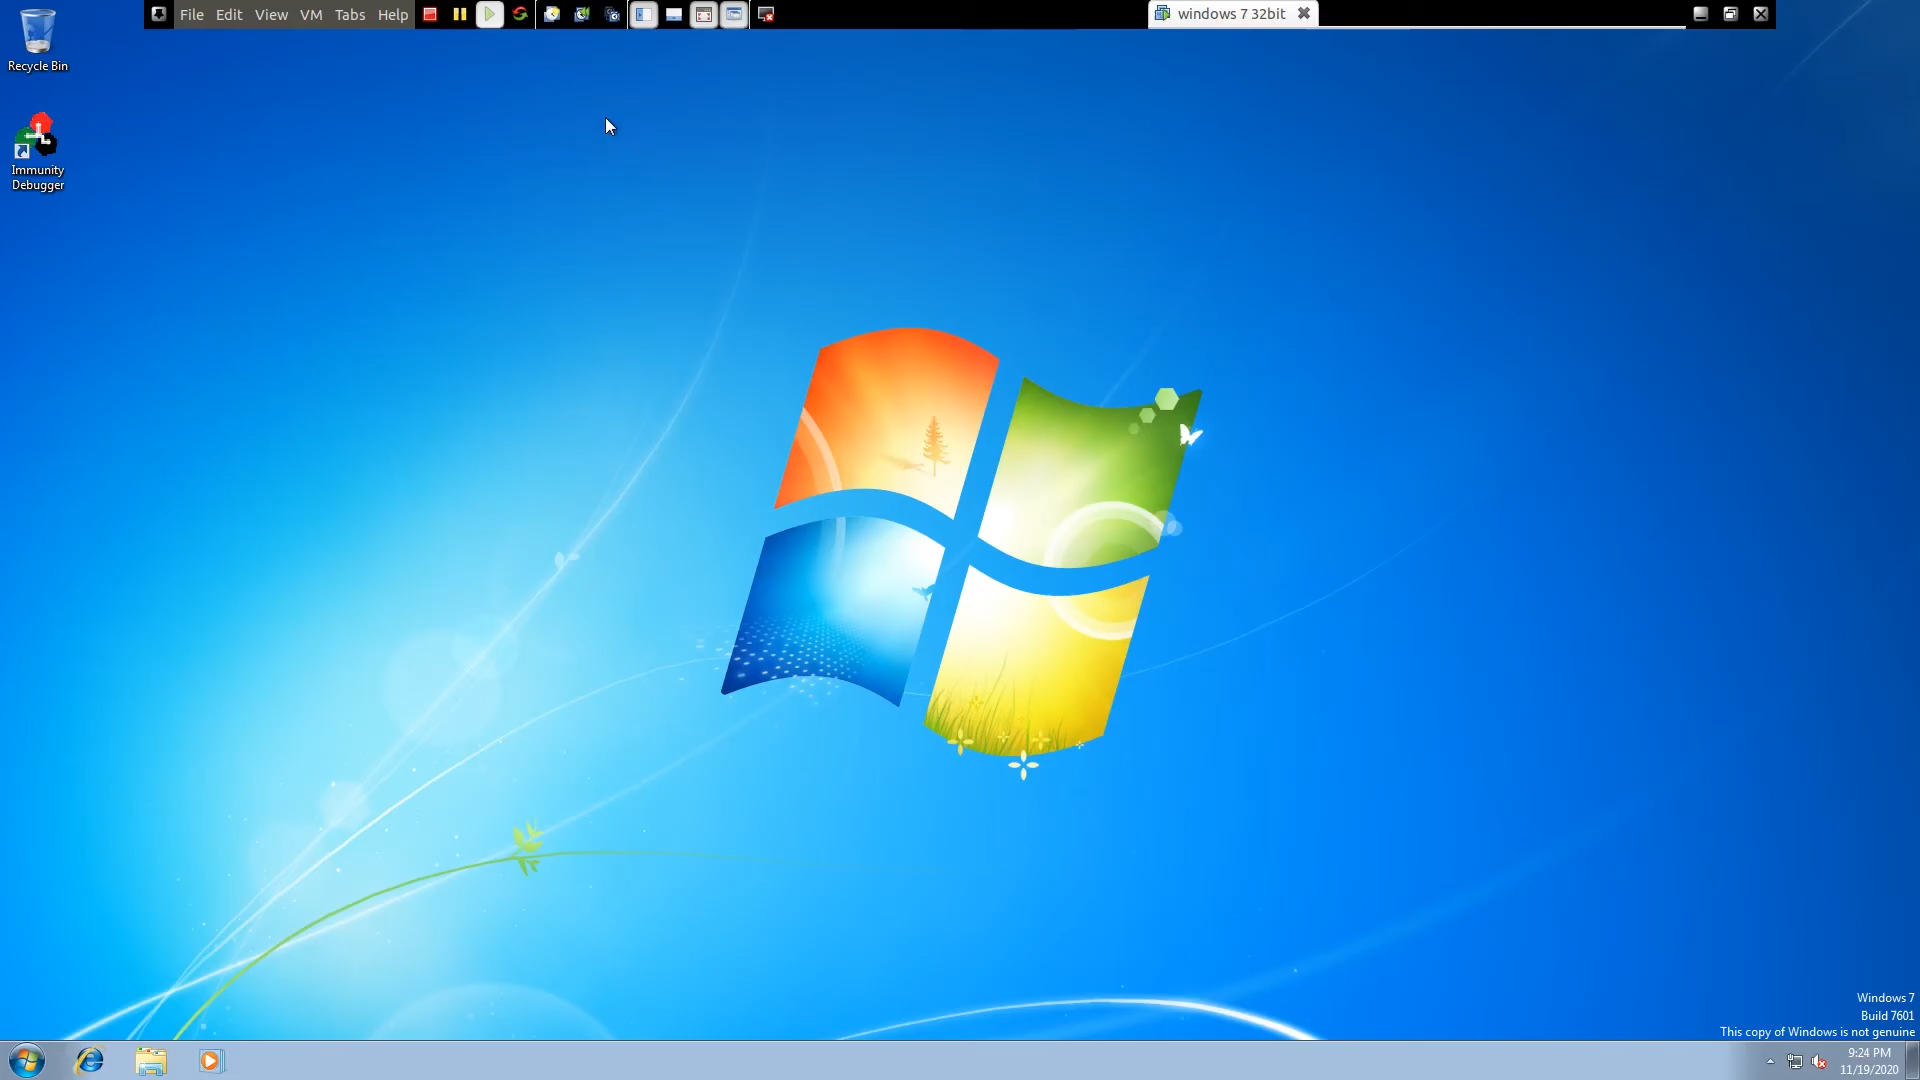 File Edit View VM Tabs Help
windows 7 32bit
Recycle Bin
Immunity
Debugger
Windows 7
Build 7601
This copy of Windows is not genuine
9:24 PM
11/19/2020